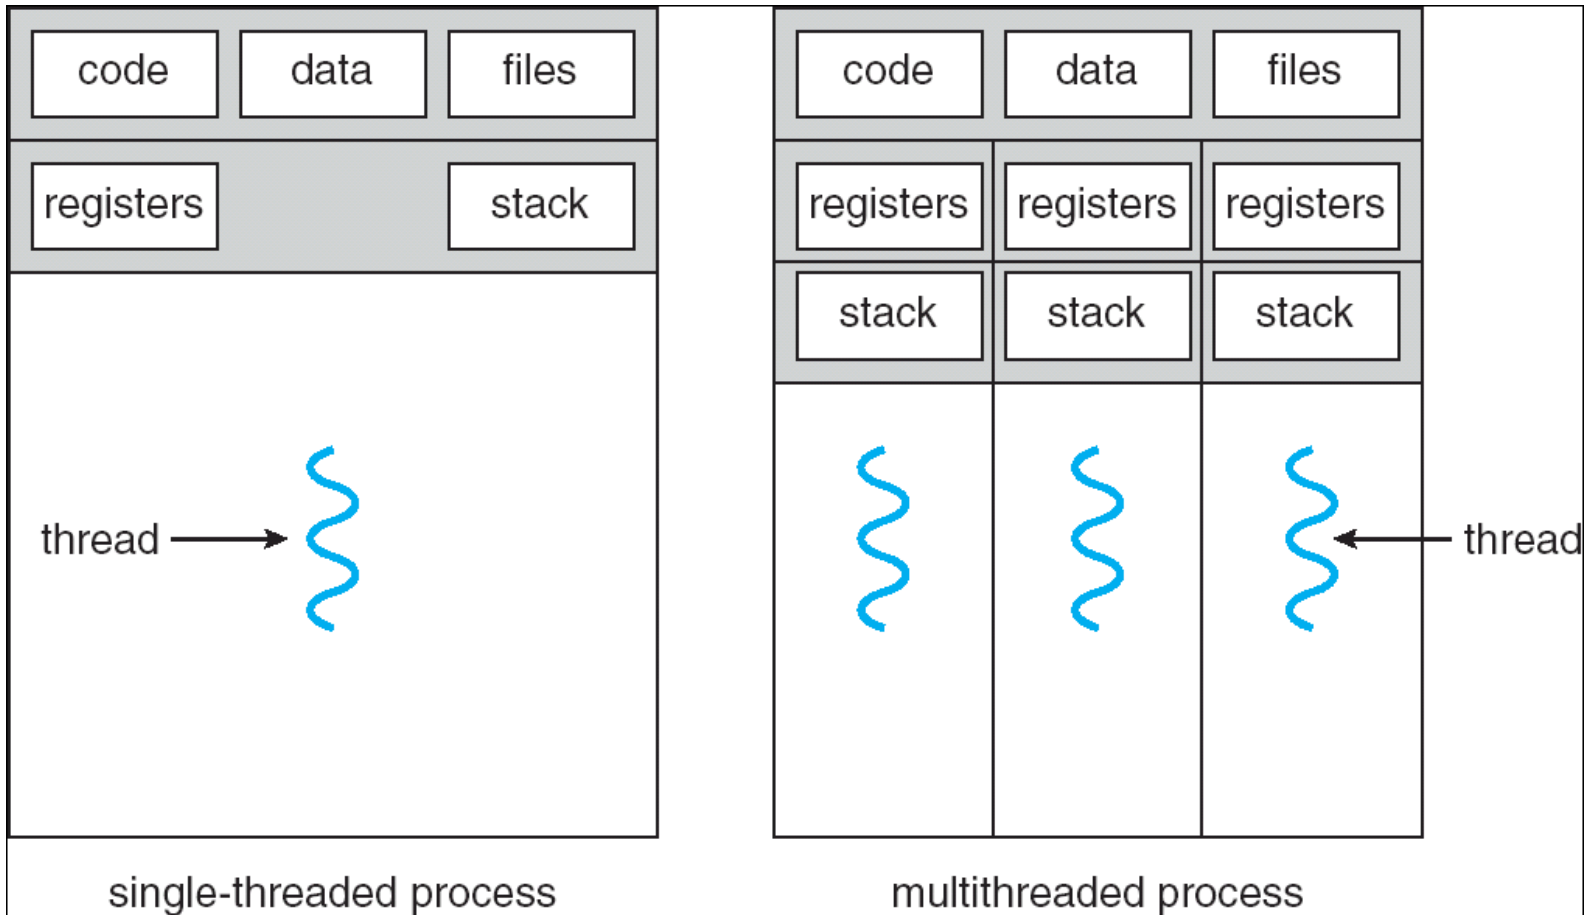 code data files
registers stack
thread
single-threaded process
code data files
registers registers registers
stack stack stack
thread
multithreaded process